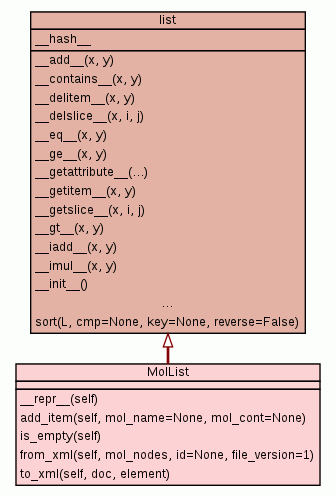 list
__hash__
__add__(x, y)
__contains__(x, y)
__delitem__(x, y)
__delslice__(x, i, j)
__eq__(x, y)
__ge__(x, y)
__getattribute__(...)
__getitem__(x, y)
__getslice__(x, i, j)
__gt__(x, y)
__iadd__(x, y)
__imul__(x, y)
__init__()
...
sort(L, cmp=None, key=None, reverse=False)
MolList
__repr__(self)
add_item(self, mol_name=None, mol_cont=None)
is_empty(self)
from_xml(self, mol_nodes, id=None, file_version=1)
to_xml(self, doc, element)